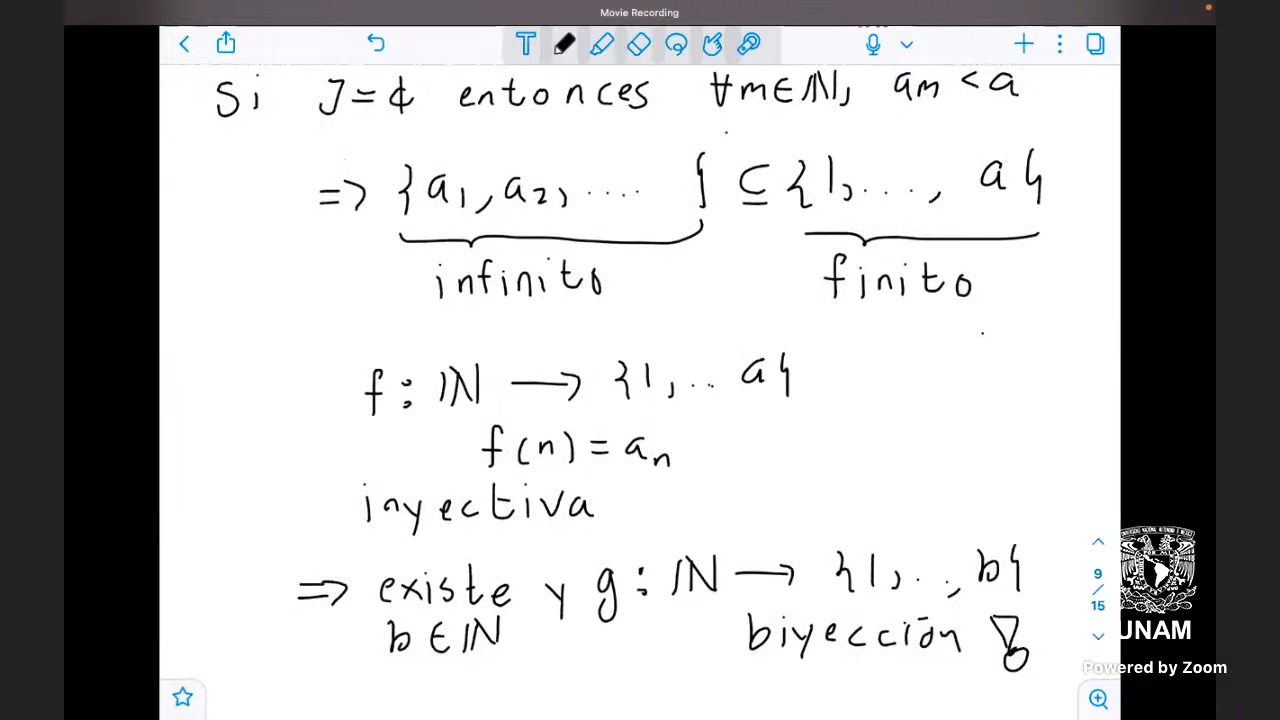 Movie Recording
Si J=¢ entonces ∀m∈ℕ, am<a
=> {a1, a2, .... } ⊆ {1, ..., a}
infinito finito
f: ℕ → {1, .. a}
f(n) = an
inyectiva
=> existe y g: ℕ → {1, .., b}
b∈ℕ biyección !
9
/
15
UNAM
Powered by Zoom